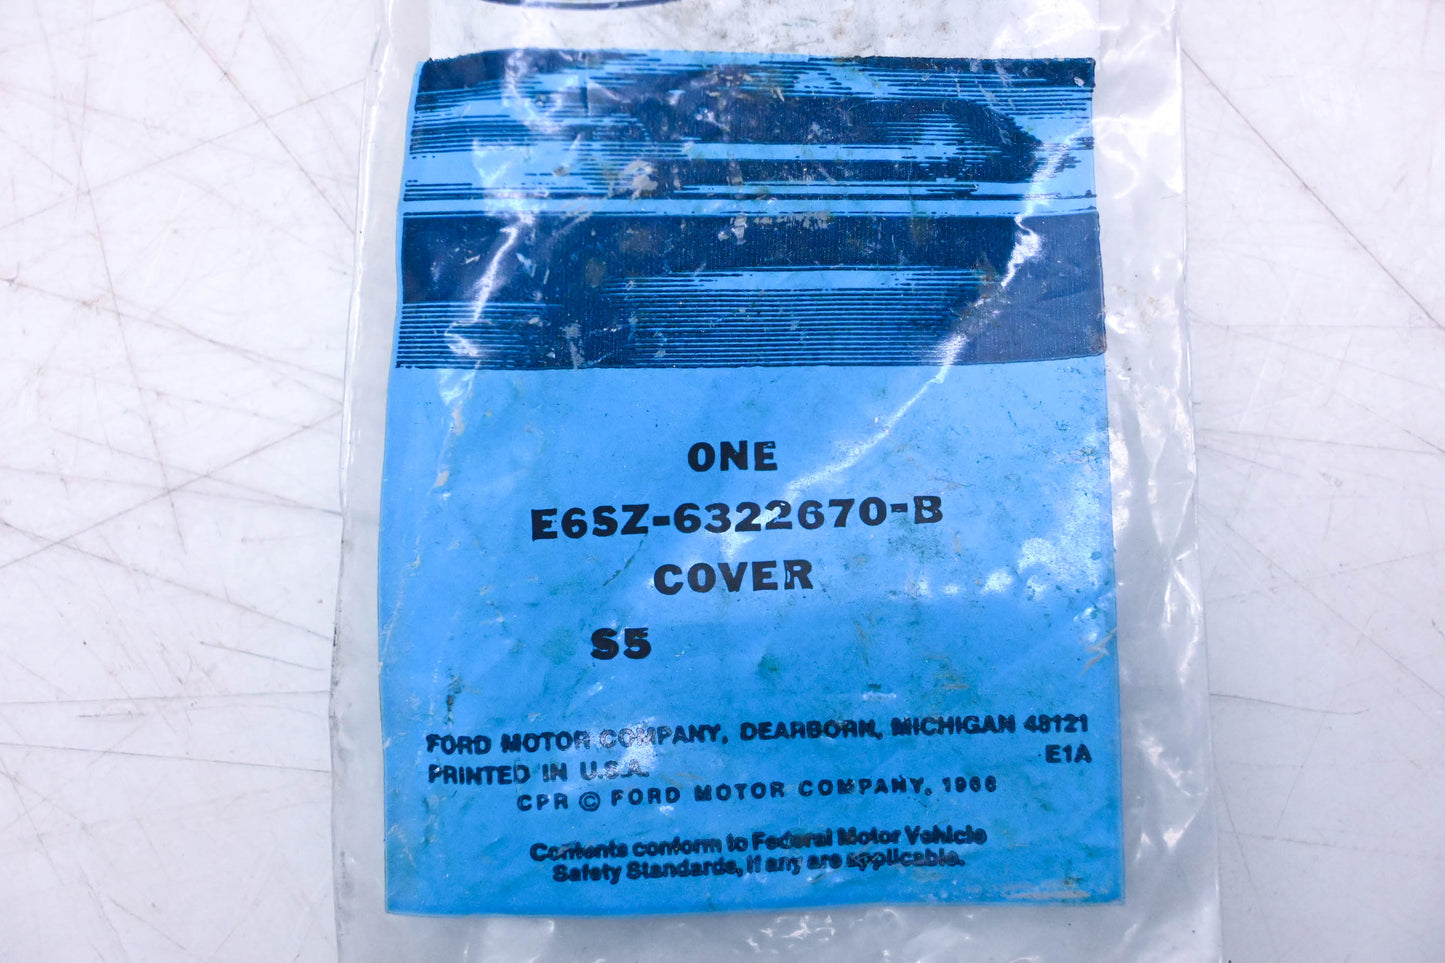 ONE
E6SZ-6322670-B
COVER
S5
FORD MOTOR COMPANY, DEARBORN, MICHIGAN 48121
E1A
PRINTED IN U.S.A.
CPR © FORD MOTOR COMPANY,
Contents conform to Federal Motor Vehicle
Safety Standards, if any are applicable.